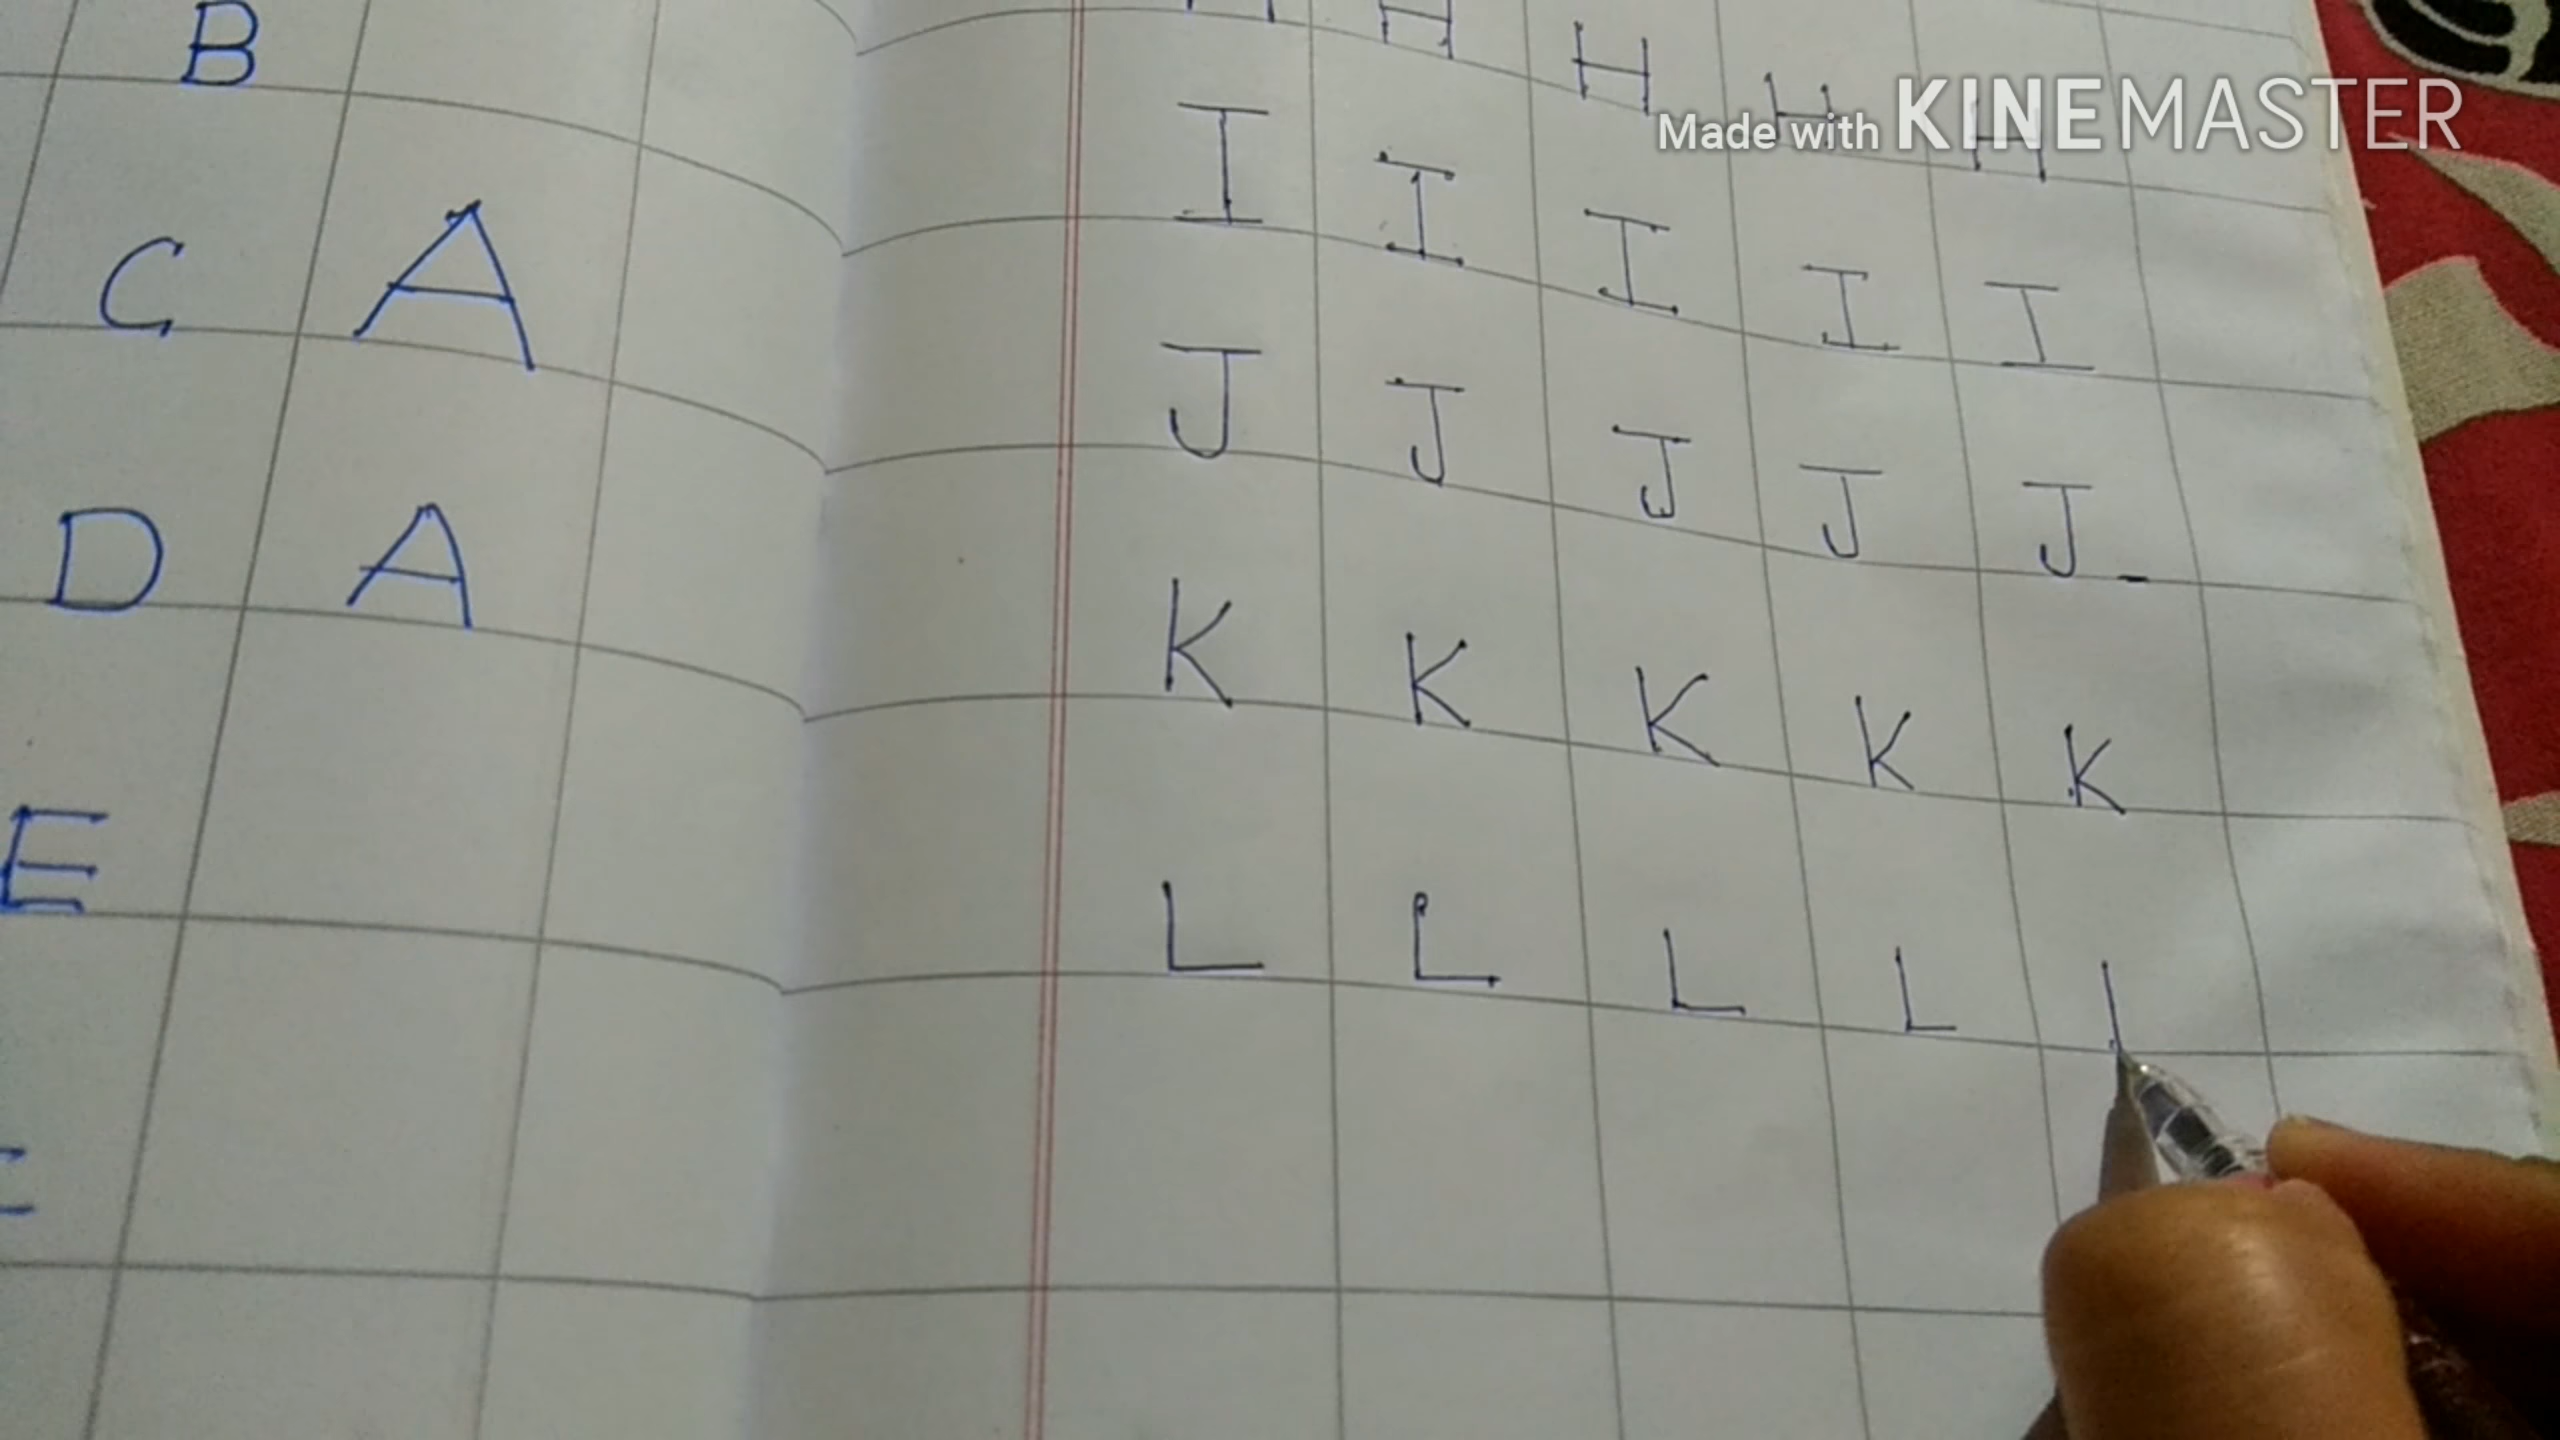 B
C A
D A
E
H H H H H
I I I I I
J J J J J
K K K K K
L L L L
Made with KINEMASTER